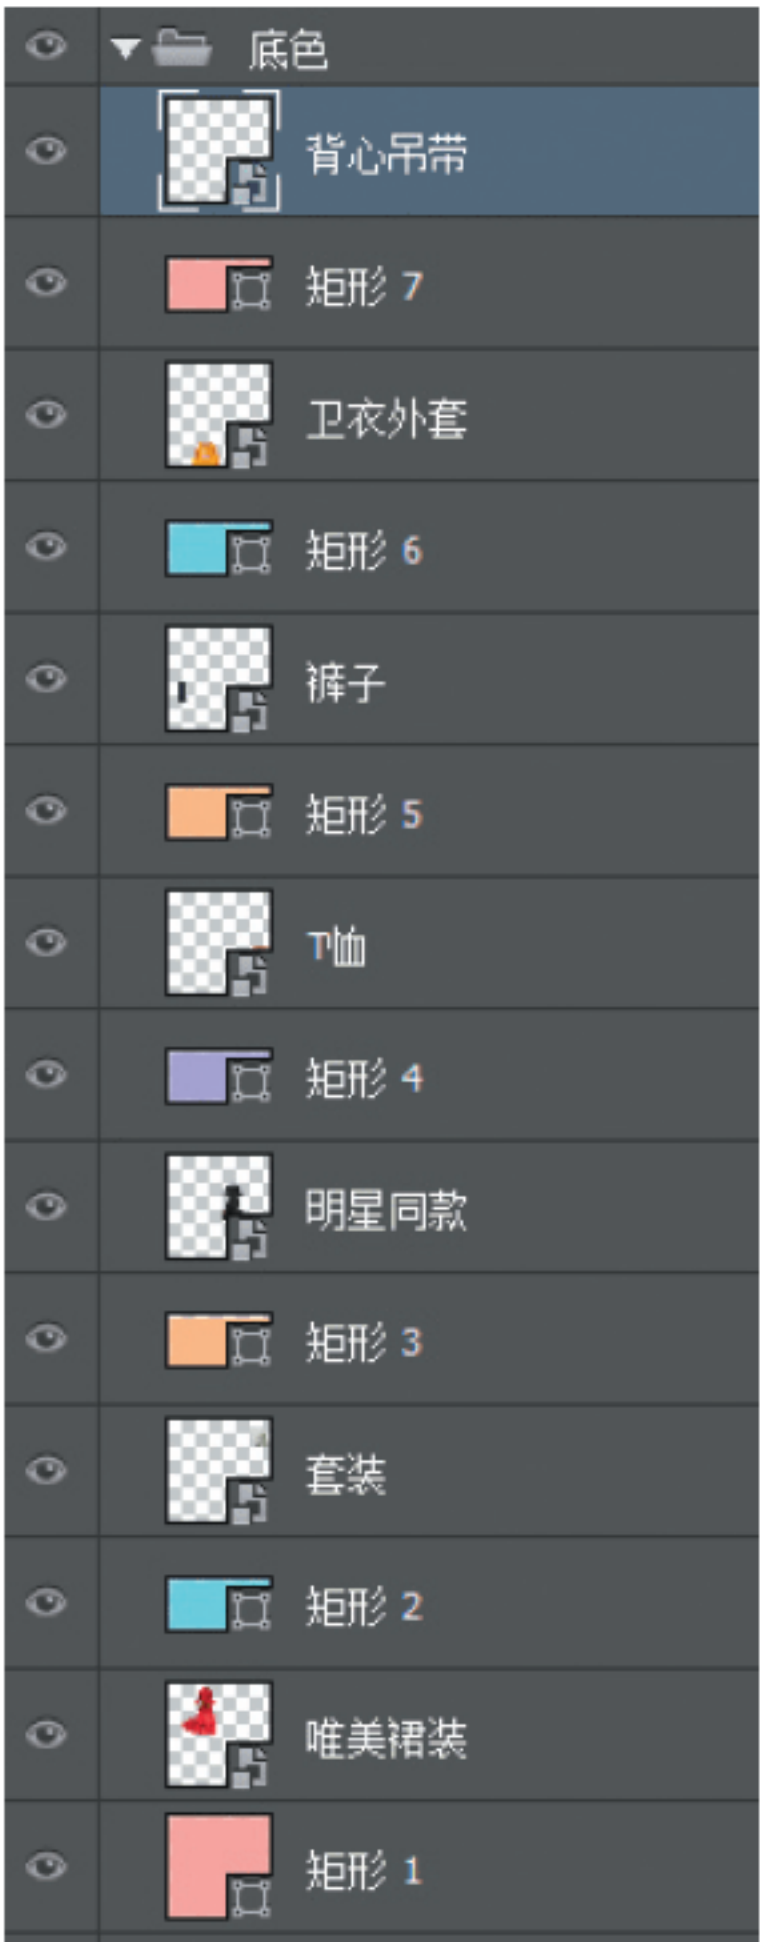 底色
背心吊带
矩形 7
卫衣外套
矩形 6
裤子
矩形 5
T恤
矩形 4
明星同款
矩形 3
套装
矩形 2
唯美裙装
矩形 1